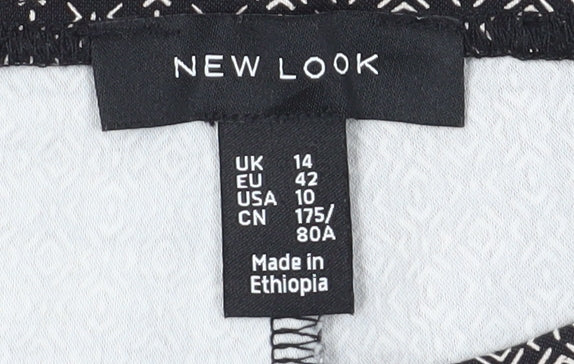 NEW LOOK
UK 14
EU 42
USA 10
CN 175/
80A
Made in
Ethiopia